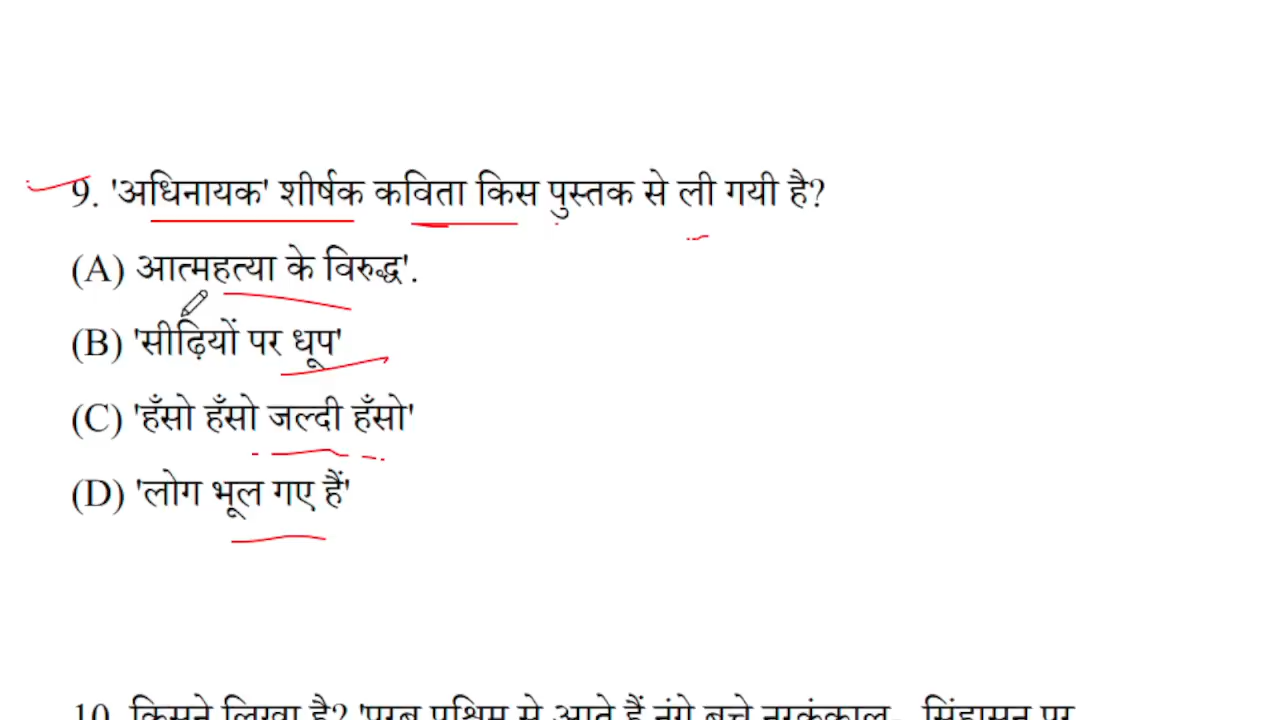 9. 'अधिनायक' शीर्षक कविता किस पुस्तक से ली गयी है?
(A) आत्महत्या के विरुद्ध'.
(B) 'सीढ़ियों पर धूप'
(C) 'हँसो हँसो जल्दी हँसो'
(D) 'लोग भूल गए हैं'
10. किसने लिखा है? 'पूरब पश्चिम से आते हैं नंगे बूचे नरकंकाल- सिंहासन पर